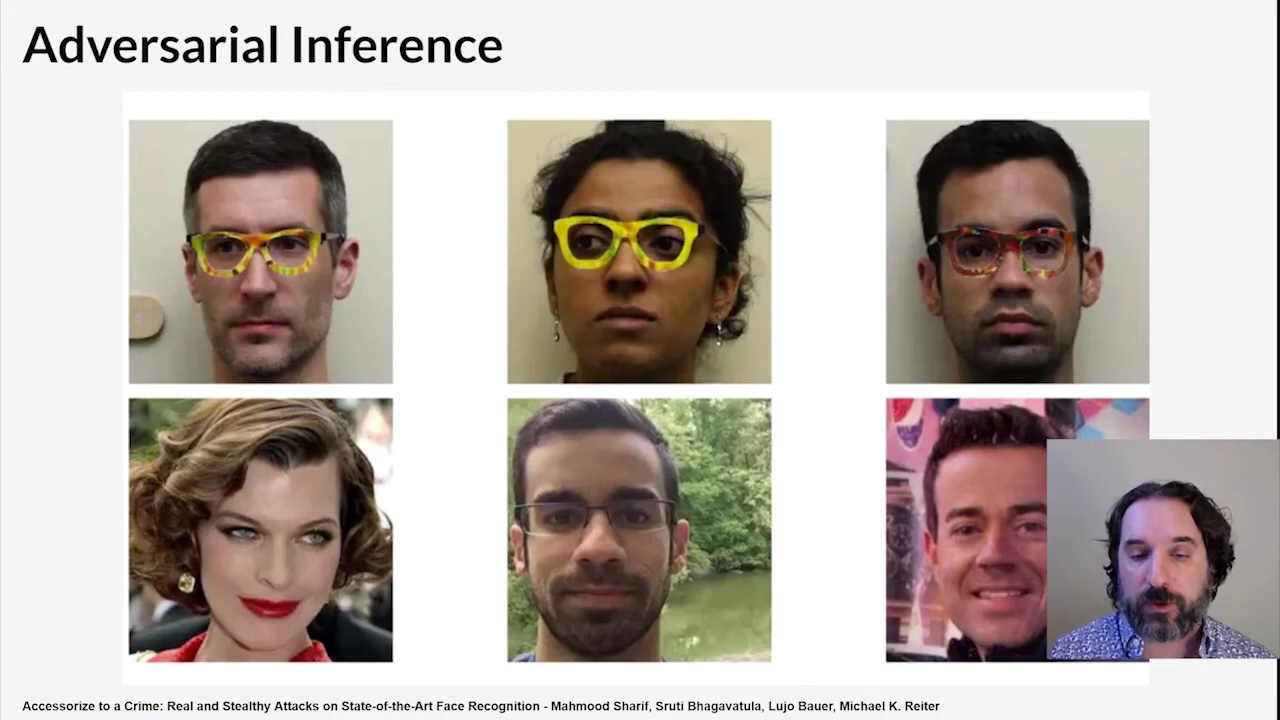 Adversarial Inference
Accessorize to a Crime: Real and Stealthy Attacks on State-of-the-Art Face Recognition - Mahmood Sharif, Sruti Bhagavatula, Lujo Bauer, Michael K. Reiter